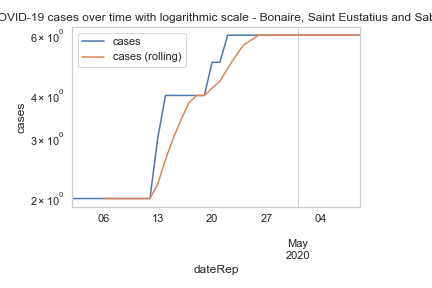 OVID-19 cases over time with logarithmic scale - Bonaire, Saint Eustatius and Sab
cases
cases (rolling)
6 × 10⁰
4 × 10⁰
3 × 10⁰
2 × 10⁰
cases
06 13 20 27 04
May
2020
dateRep